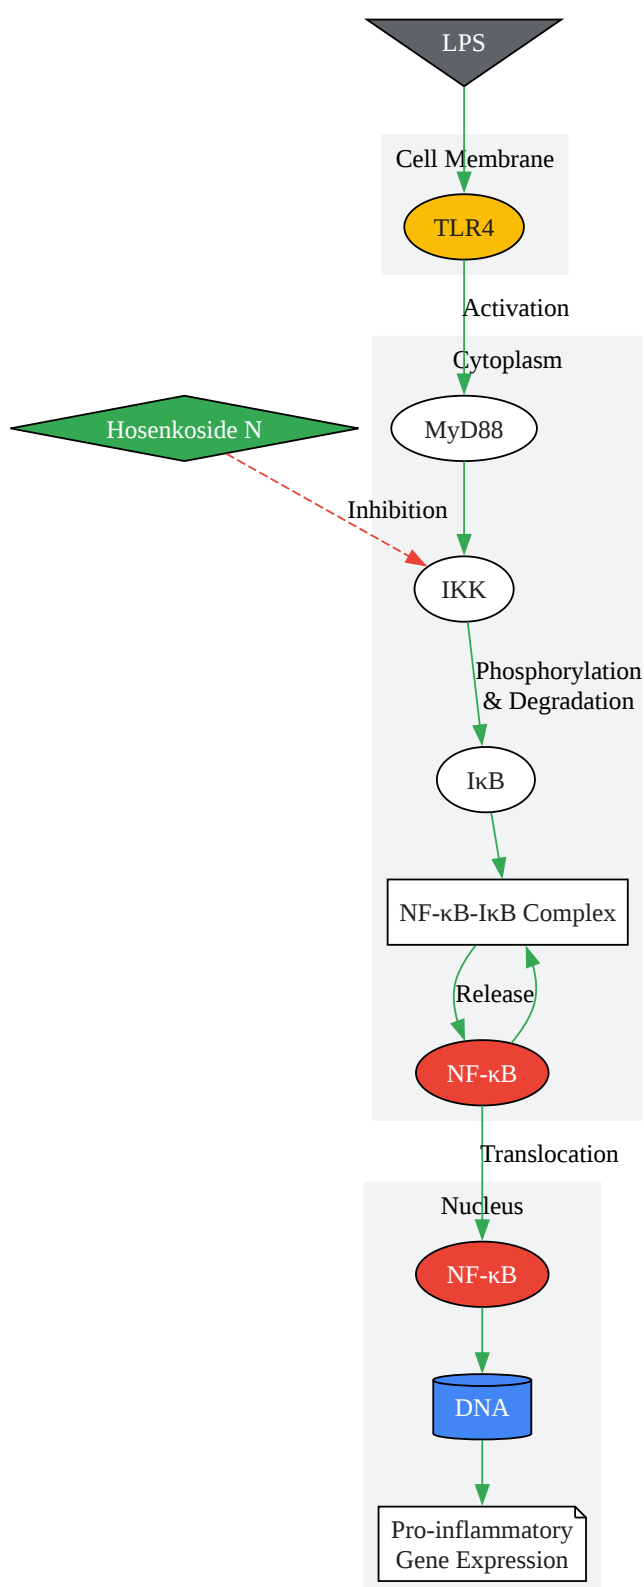 LPS
Cell Membrane
TLR4
Activation
Cytoplasm
Hosenkoside N
MyD88
Inhibition
IKK
Phosphorylation
& Degradation
IκB
NF-κB-IκB Complex
Release
NF-κB
Translocation
Nucleus
NF-κB
DNA
Pro-inflammatory
Gene Expression